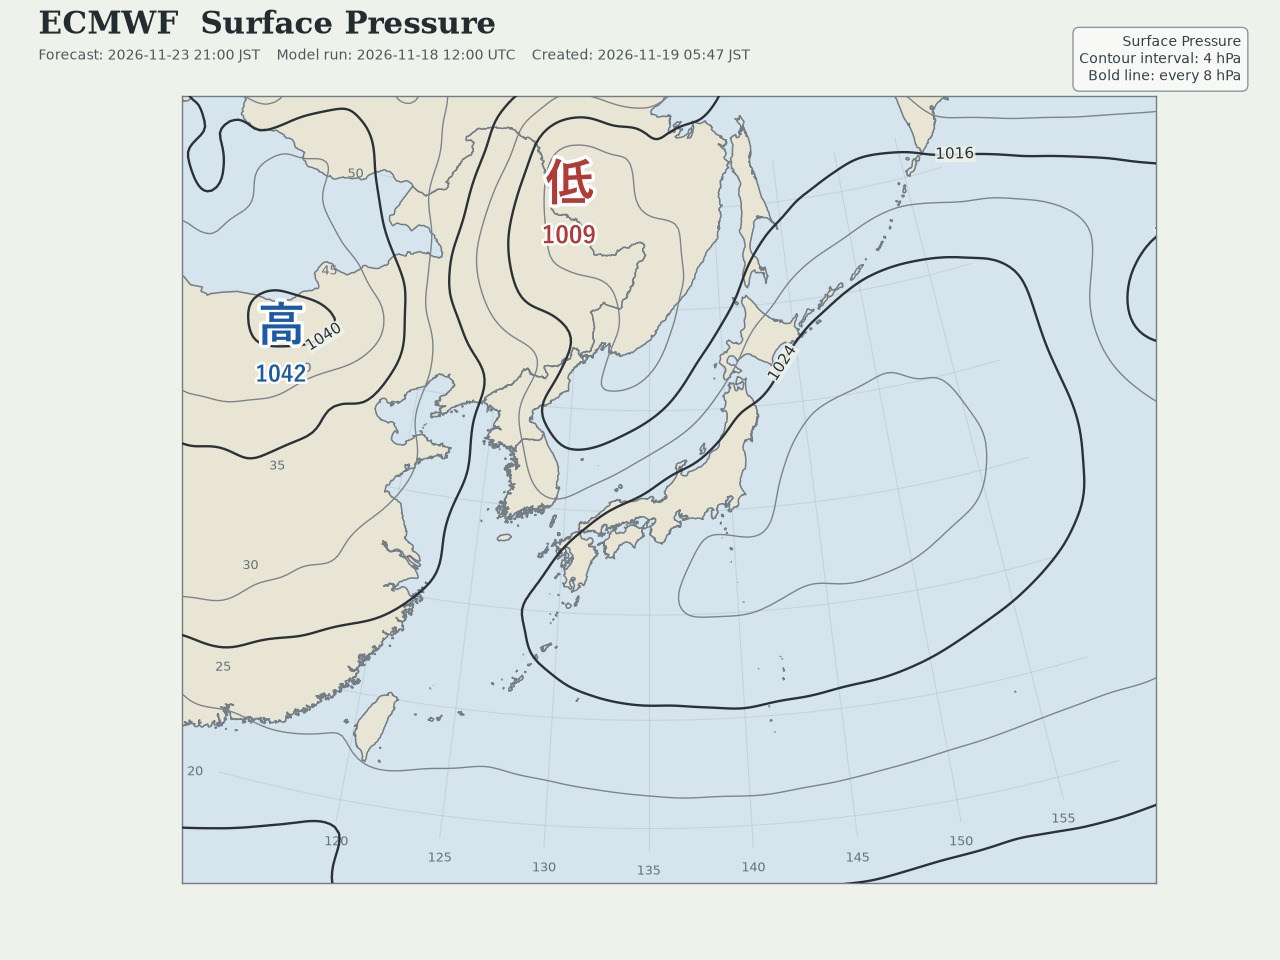 ECMWF  Surface Pressure
Forecast: 2026-11-23 21:00 JST    Model run: 2026-11-18 12:00 UTC    Created: 2026-11-19 05:47 JST
Surface Pressure
Contour interval: 4 hPa
Bold line: every 8 hPa
1016
50
低
1009
45
高
1040
1042
1024
35
30
25
20
120
125
130
135
140
145
150
155